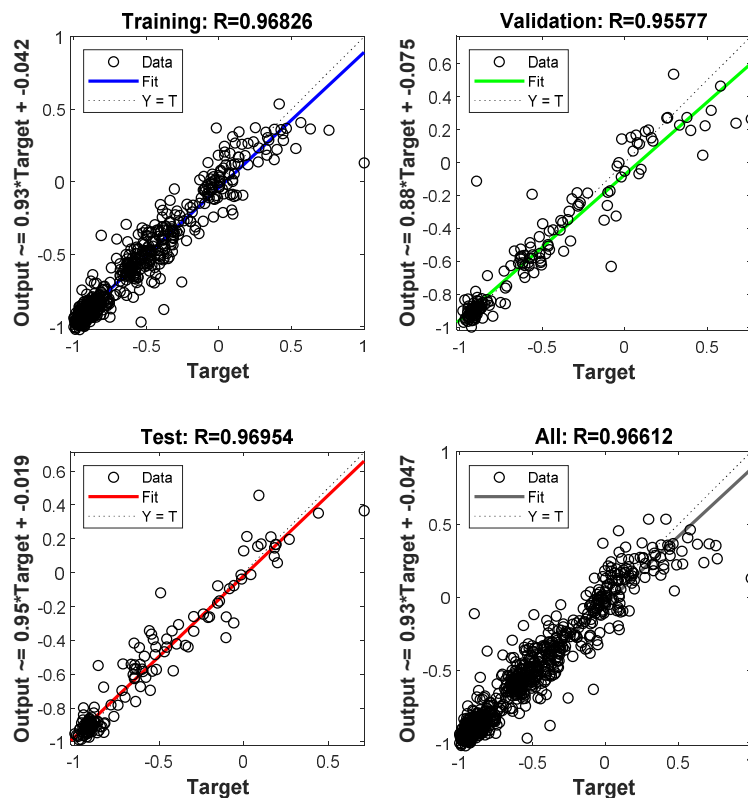 Training: R=0.96826
Output ~= 0.93*Target + -0.042
1
0.5
0
-0.5
-1
Data
Fit
Y = T
-1
-0.5
0
0.5
1
Target
Validation: R=0.95577
Output ~= 0.88*Target + -0.075
0.6
0.4
0.2
0
-0.2
-0.4
-0.6
-0.8
-1
Data
Fit
Y = T
-1
-0.5
0
0.5
Target
Test: R=0.96954
Output ~= 0.95*Target + -0.019
0.6
0.4
0.2
0
-0.2
-0.4
-0.6
-0.8
-1
Data
Fit
Y = T
-1
-0.5
0
0.5
Target
All: R=0.96612
Output ~= 0.93*Target + -0.047
1
0.5
0
-0.5
-1
Data
Fit
Y = T
-1
-0.5
0
0.5
1
Target